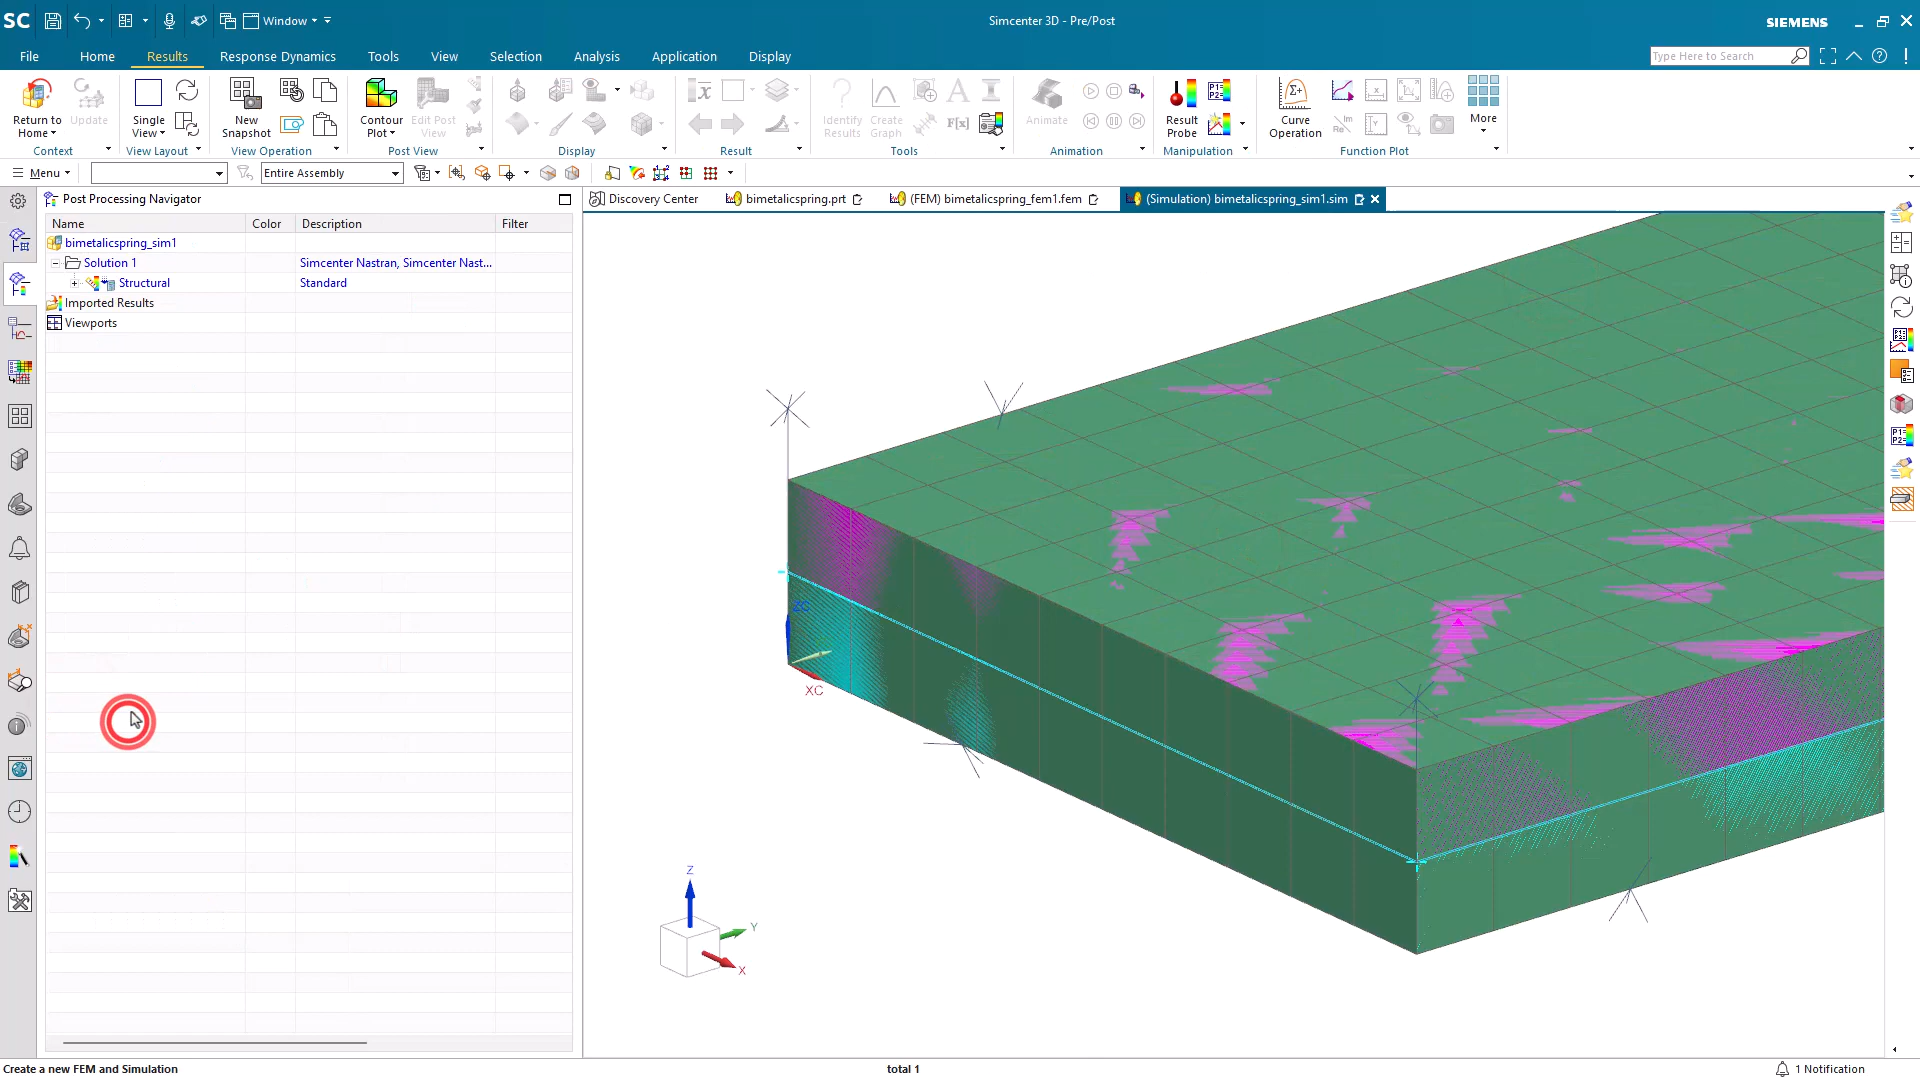 SC
Window
Simcenter 3D - Pre/Post
SIEMENS
File
Home
Results
Response Dynamics
Tools
View
Selection
Analysis
Application
Display
Type Here to Search
Return to Home
Update
Single View
New Snapshot
Contour Plot
Edit Post View
Identify Results
Create Graph
Animate
Result Probe
Curve Operation
More
Context
View Layout
View Operation
Post View
Display
Result
Tools
Animation
Manipulation
Function Plot
Menu
Entire Assembly
Post Processing Navigator
Discovery Center
bimetalicspring.prt
(FEM) bimetalicspring_fem1.fem
(Simulation) bimetalicspring_sim1.sim
Name
Color
Description
Filter
bimetalicspring_sim1
Solution 1
Simcenter Nastran, Simcenter Nast...
Structural
Standard
Imported Results
Viewports
ZC
XC
Z
Y
X
Create a new FEM and Simulation
total 1
1 Notification